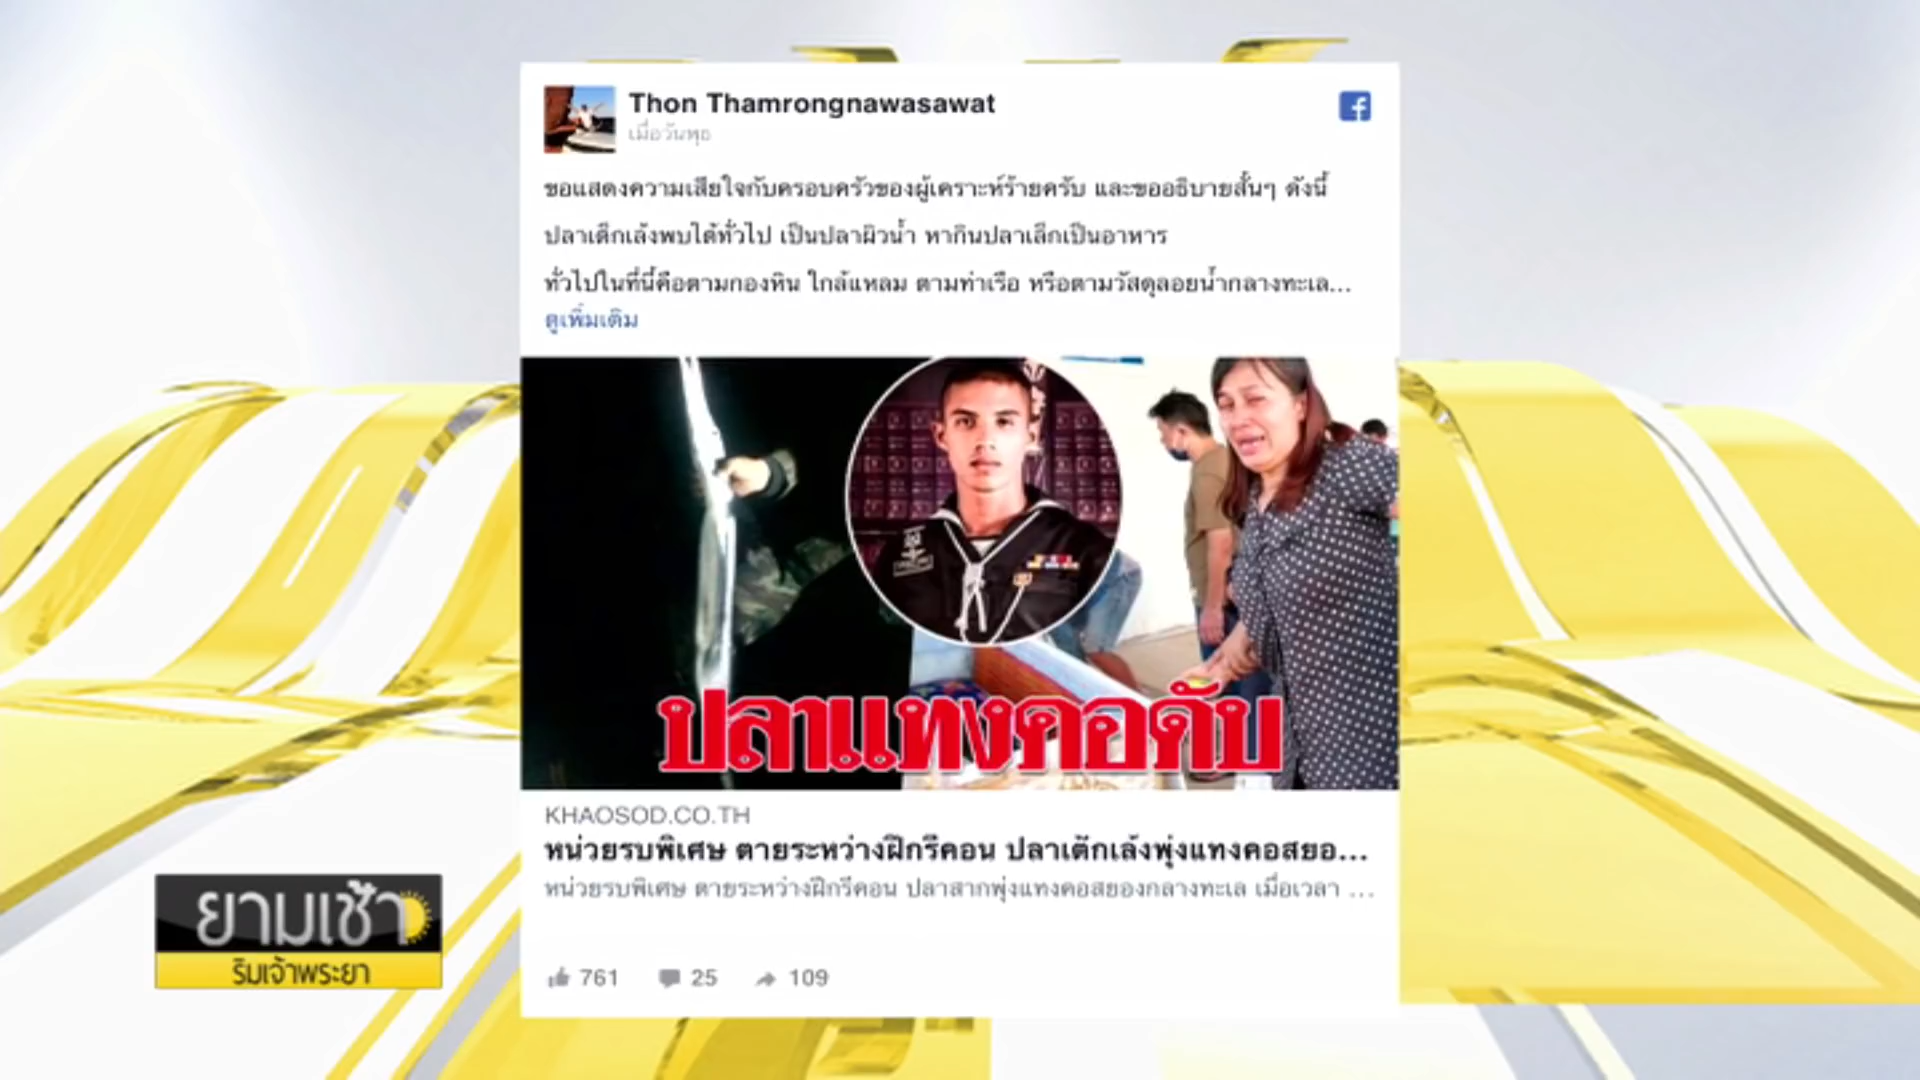 Thon Thamrongnawasawat
เมื่อวันพุธ
ขอแสดงความเสียใจกับครอบครัวของผู้เคราะห์ร้ายครับ และขออธิบายสั้นๆ ดังนี้
ปลาเต็กเล้งพบได้ทั่วไป เป็นปลาผิวน้ำ หากินปลาเล็กเป็นอาหาร
ทั่วไปในที่นี้คือตามกองหิน ใกล้แหลม ตามท่าเรือ หรือตามวัสดุลอยน้ำกลางทะเล...
ดูเพิ่มเติม
ปลาแทงคอดับ
KHAOSOD.CO.TH
หน่วยรบพิเศษ ตายระหว่างฝึกรีคอน ปลาเต๊กเล้งพุ่งแทงคอสยอ...
หน่วยรบพิเศษ ตายระหว่างฝึกรีคอน ปลาสากพุ่งแทงคอสยองกลางทะเล เมื่อเวลา ...
761 25 109
ยามเช้า
ริมเจ้าพระยา